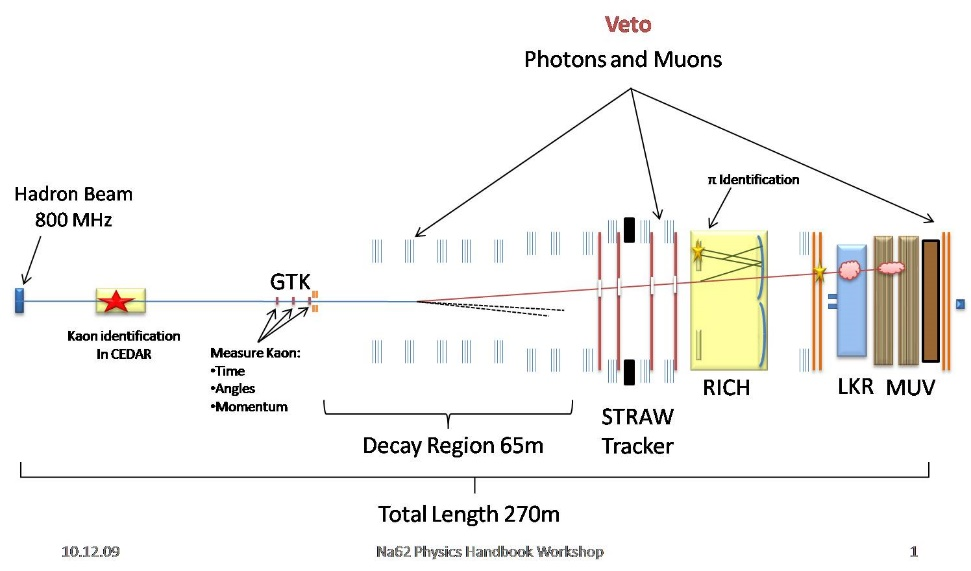 Veto
Photons and Muons
π Identification
Hadron Beam
800 MHz
GTK
Kaon identification
In CEDAR
Measure Kaon:
•Time
•Angles
•Momentum
RICH
LKR
MUV
STRAW
Tracker
Decay Region 65m
Total Length 270m
10.12.09
Na62 Physics Handbook Workshop
1